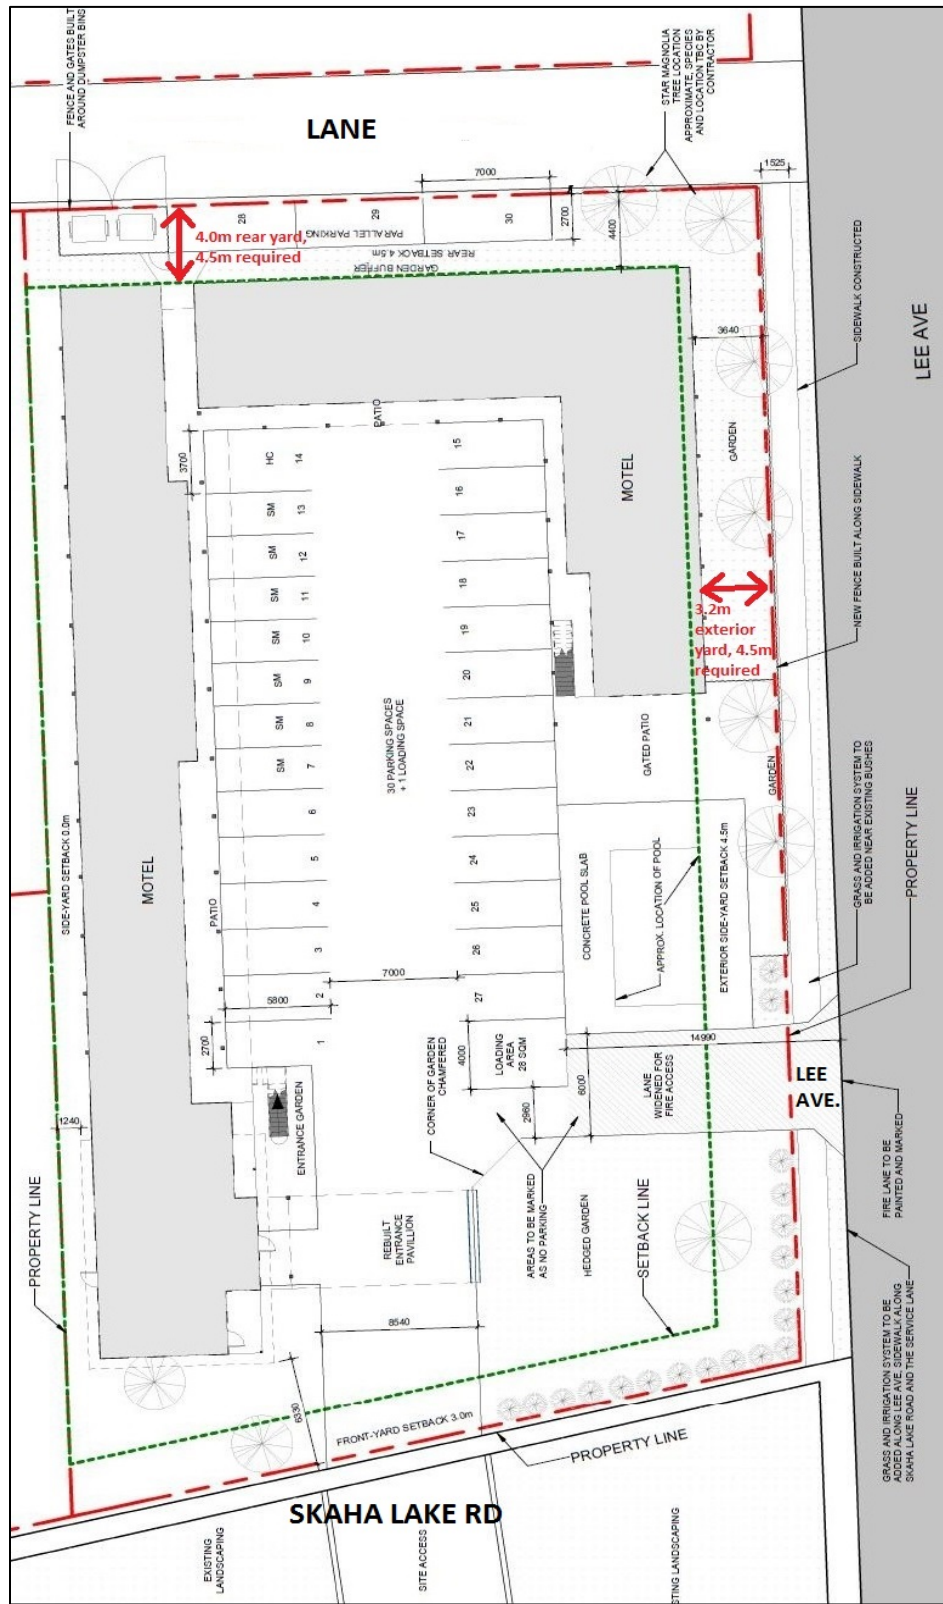 FENCE AND GATES BUILT
AROUND DUMPSTER BINS
LANE
STAR MAGNOLIA
TREE LOCATION
APPROXIMATE, SPECIES
AND LOCATION TBC BY
CONTRACTOR
1525
7000
28
29
30
PARALLEL PARKING
2700
4400
4.0m rear yard,
4.5m required
REAR SETBACK 4.5m
GARDEN BUFFER
SIDEWALK CONSTRUCTED
LEE AVE
3640
PATIO
MOTEL
GARDEN
NEW FENCE BUILT ALONG SIDEWALK
3700
HC
14
SM
13
SM
12
SM
11
SM
10
SM
9
SM
8
SM
7
6
5
4
3
2
1
15
16
17
18
19
20
21
22
23
24
25
26
27
3.2m
exterior
yard, 4.5m
required
30 PARKING SPACES
+ 1 LOADING SPACE
GATED PATIO
GARDEN
GRASS AND IRRIGATION SYSTEM TO
BE ADDED NEAR EXISTING BUSHES
PROPERTY LINE
SIDE-YARD SETBACK 0.0m
MOTEL
PATIO
CONCRETE POOL SLAB
APPROX. LOCATION OF POOL
EXTERIOR SIDE-YARD SETBACK 4.5m
7000
5800
2700
4000
LOADING
AREA
28 SQM
14990
6000
2960
LANE
WIDENED FOR
FIRE ACCESS
LEE
AVE.
CORNER OF GARDEN
CHAMFERED
1240
ENTRANCE GARDEN
FIRE LANE TO BE
PAINTED AND MARKED
PROPERTY LINE
REBUILT
ENTRANCE
PAVILLION
AREAS TO BE MARKED
AS NO PARKING
HEDGED GARDEN
SETBACK LINE
8540
6330
FRONT-YARD SETBACK 3.0m
PROPERTY LINE
GRASS AND IRRIGATION SYSTEM TO BE
ADDED ALONG LEE AVE, SIDEWALK ALONG
SKAHA LAKE ROAD AND THE SERVICE LANE
SKAHA LAKE RD
EXISTING
LANDSCAPING
SITE ACCESS
STING LANDSCAPING